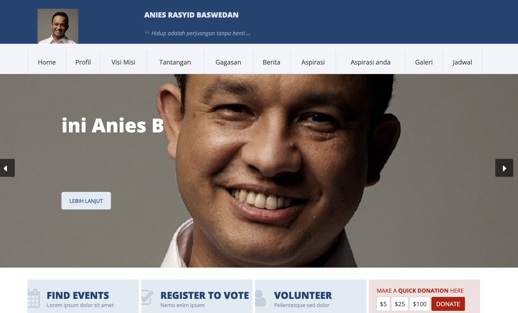 ANIES RASYID BASWEDAN
“ Hidup adalah perjuangan tanpa henti ...
Home Profil Visi Misi Tantangan Gagasan Berita Aspirasi Aspirasi anda Galeri Jadwal
ini Anies B
LEBIH LANJUT
FIND EVENTS
Lorem ipsum dolor sit amet
REGISTER TO VOTE
Nemo enim ipsam
VOLUNTEER
Pellentesque sed dolor
MAKE A QUICK DONATION HERE
$5 $25 $100 DONATE